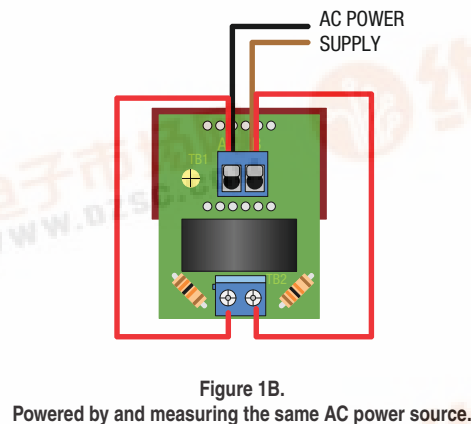 AC POWER
SUPPLY
TB1
TB2
Figure 1B.
Powered by and measuring the same AC power source.